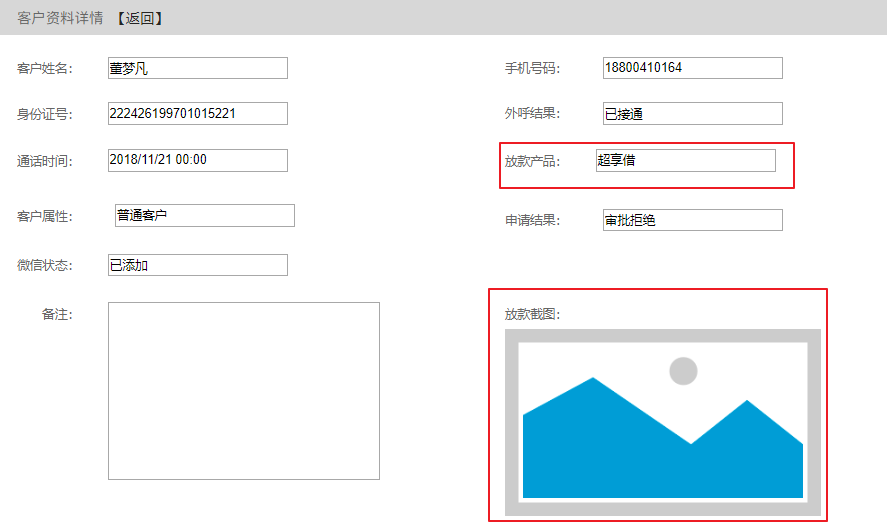 客户资料详情 【返回】
客户姓名: 董梦凡
手机号码: 18800410164
身份证号: 222426199701015221
外呼结果: 已接通
通话时间: 2018/11/21 00:00
放款产品: 超享借
客户属性: 普通客户
申请结果: 审批拒绝
微信状态: 已添加
备注:
放款截图: